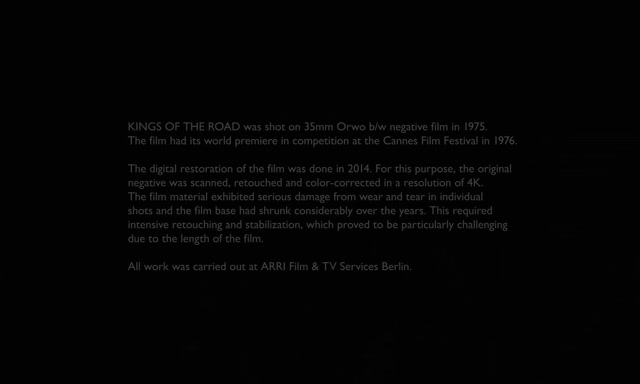 KINGS OF THE ROAD was shot on 35mm Orwo b/w negative film in 1975.
The film had its world premiere in competition at the Cannes Film Festival in 1976.
The digital restoration of the film was done in 2014. For this purpose, the original
negative was scanned, retouched and color-corrected in a resolution of 4K.
The film material exhibited serious damage from wear and tear in individual
shots and the film base had shrunk considerably over the years. This required
intensive retouching and stabilization, which proved to be particularly challenging
due to the length of the film.
All work was carried out at ARRI Film & TV Services Berlin.